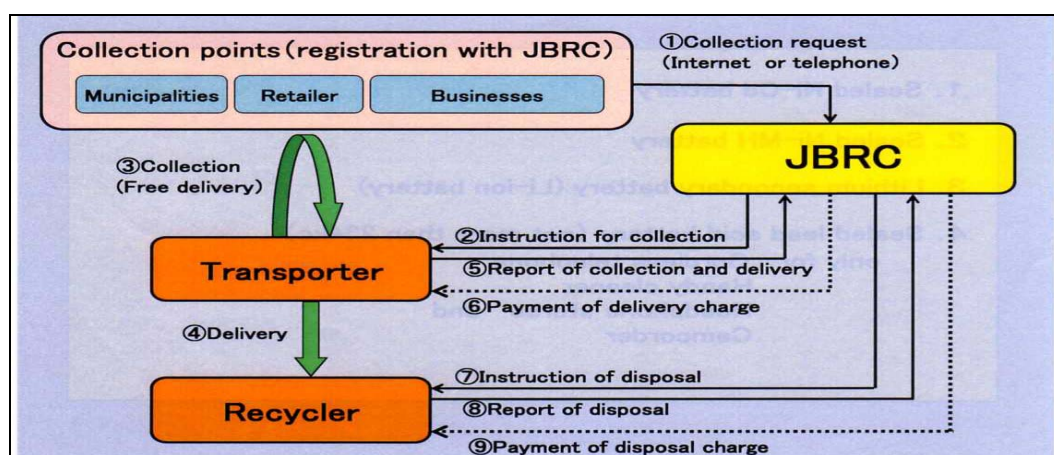 Collection points (registration with JBRC)
Municipalities
Retailer
Businesses
①Collection request
(Internet or telephone)
JBRC
③Collection
(Free delivery)
②Instruction for collection
Transporter
⑤Report of collection and delivery
⑥Payment of delivery charge
④Delivery
⑦Instruction of disposal
Recycler
⑧Report of disposal
⑨Payment of disposal charge